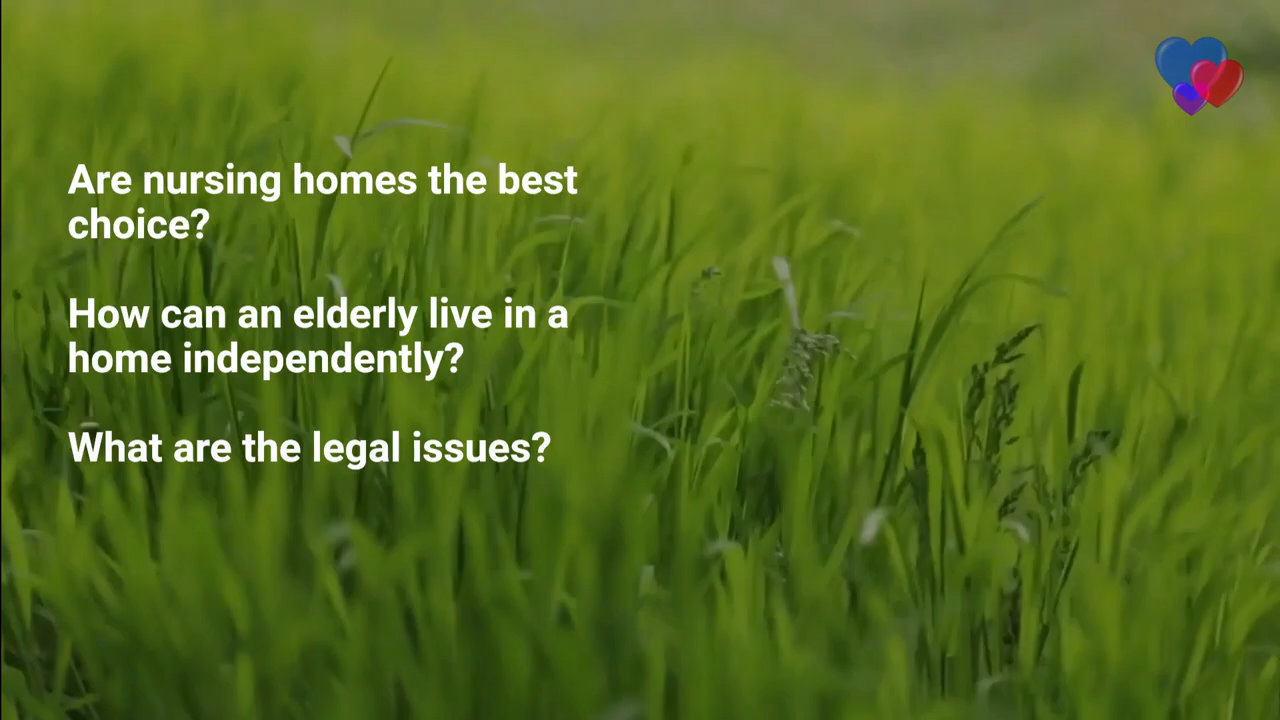 Are nursing homes the best
choice?
How can an elderly live in a
home independently?
What are the legal issues?